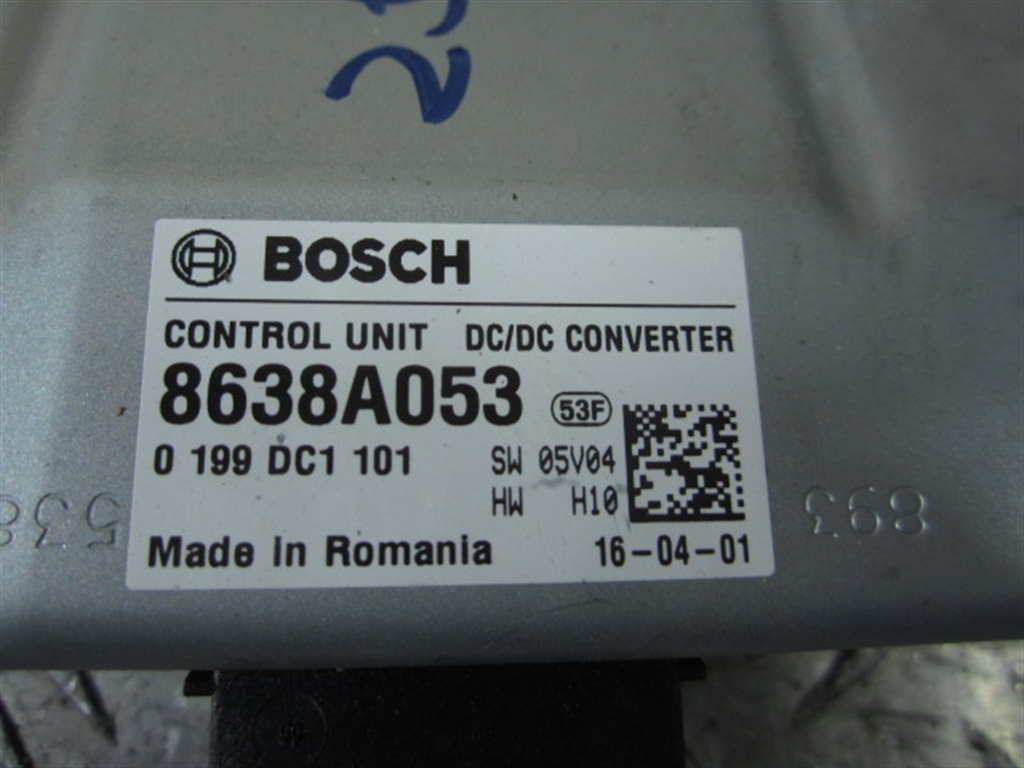 BOSCH
CONTROL UNIT DC/DC CONVERTER
8638A053 53F
0 199 DC1 101 SW 05V04
HW H10
Made in Romania 16-04-01
893